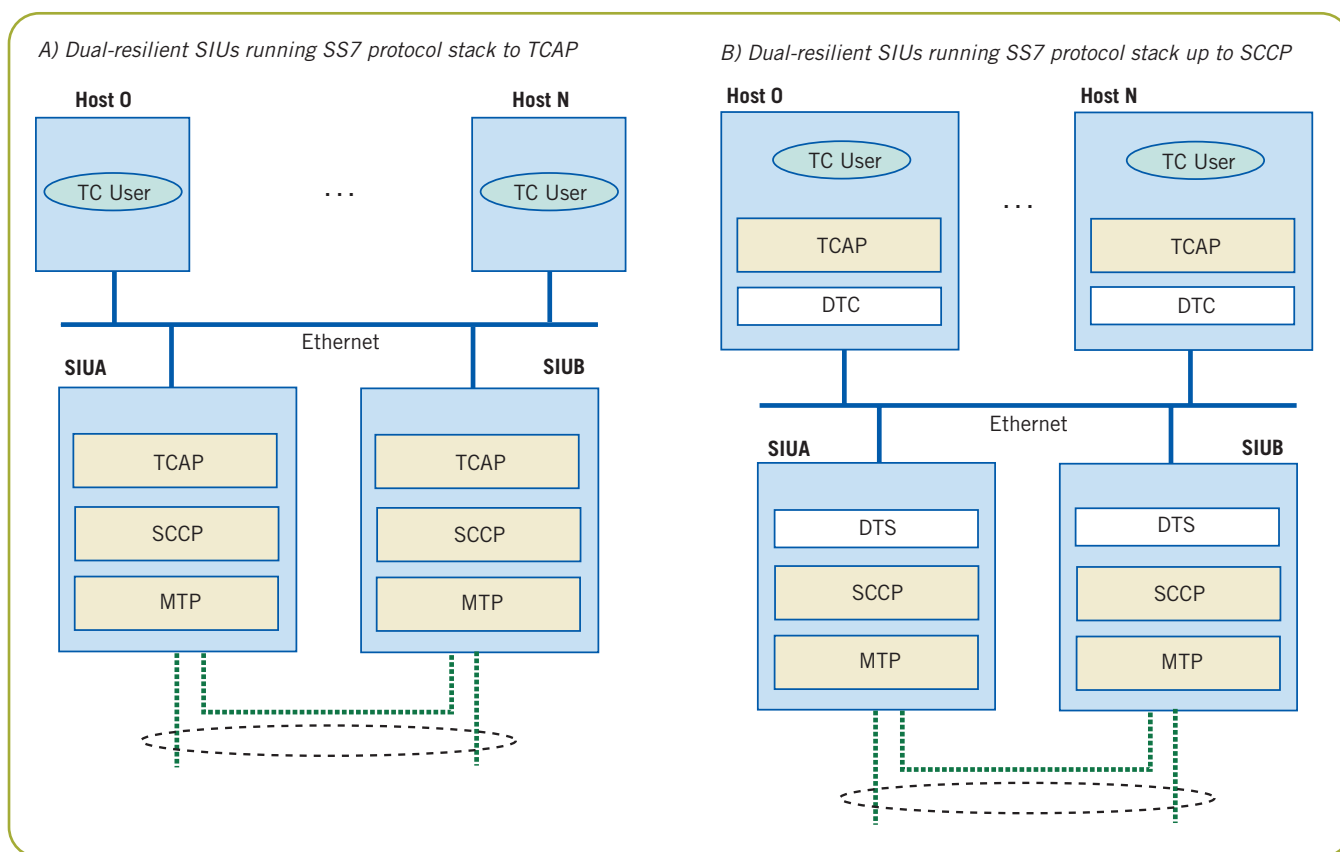 A) Dual-resilient SIUs running SS7 protocol stack to TCAP
Host 0
Host N
TC User
. . .
TC User
Ethernet
SIUA
SIUB
TCAP
TCAP
SCCP
SCCP
MTP
MTP
B) Dual-resilient SIUs running SS7 protocol stack up to SCCP
Host 0
Host N
TC User
TC User
. . .
TCAP
TCAP
DTC
DTC
Ethernet
SIUA
SIUB
DTS
DTS
SCCP
SCCP
MTP
MTP